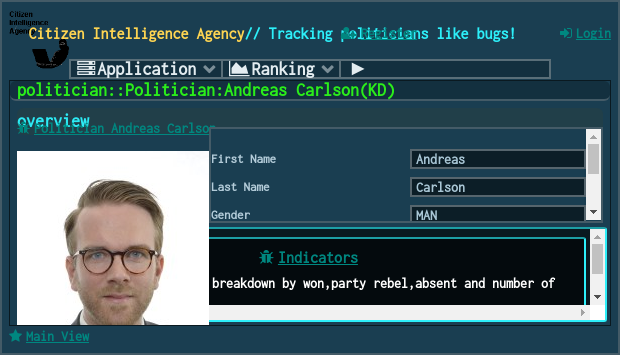 Citizen
Intelligence
Agency
Citizen Intelligence Agency// Tracking politicians like bugs!
Register
Login
Application
Ranking
politician::Politician:Andreas Carlson(KD)
overview
Politician Andreas Carlson
First Name
Andreas
Last Name
Carlson
Gender
MAN
Indicators
breakdown by won,party rebel,absent and number of
Main View